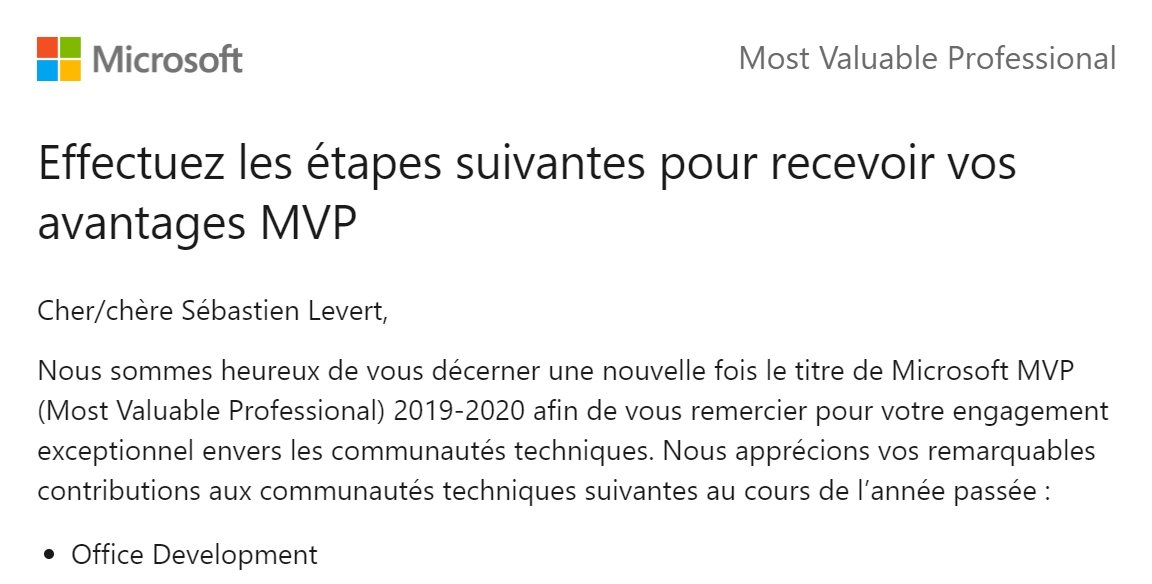 Microsoft
Most Valuable Professional
Effectuez les étapes suivantes pour recevoir vos
avantages MVP
Cher/chère Sébastien Levert,
Nous sommes heureux de vous décerner une nouvelle fois le titre de Microsoft MVP
(Most Valuable Professional) 2019-2020 afin de vous remercier pour votre engagement
exceptionnel envers les communautés techniques. Nous apprécions vos remarquables
contributions aux communautés techniques suivantes au cours de l’année passée :
• Office Development